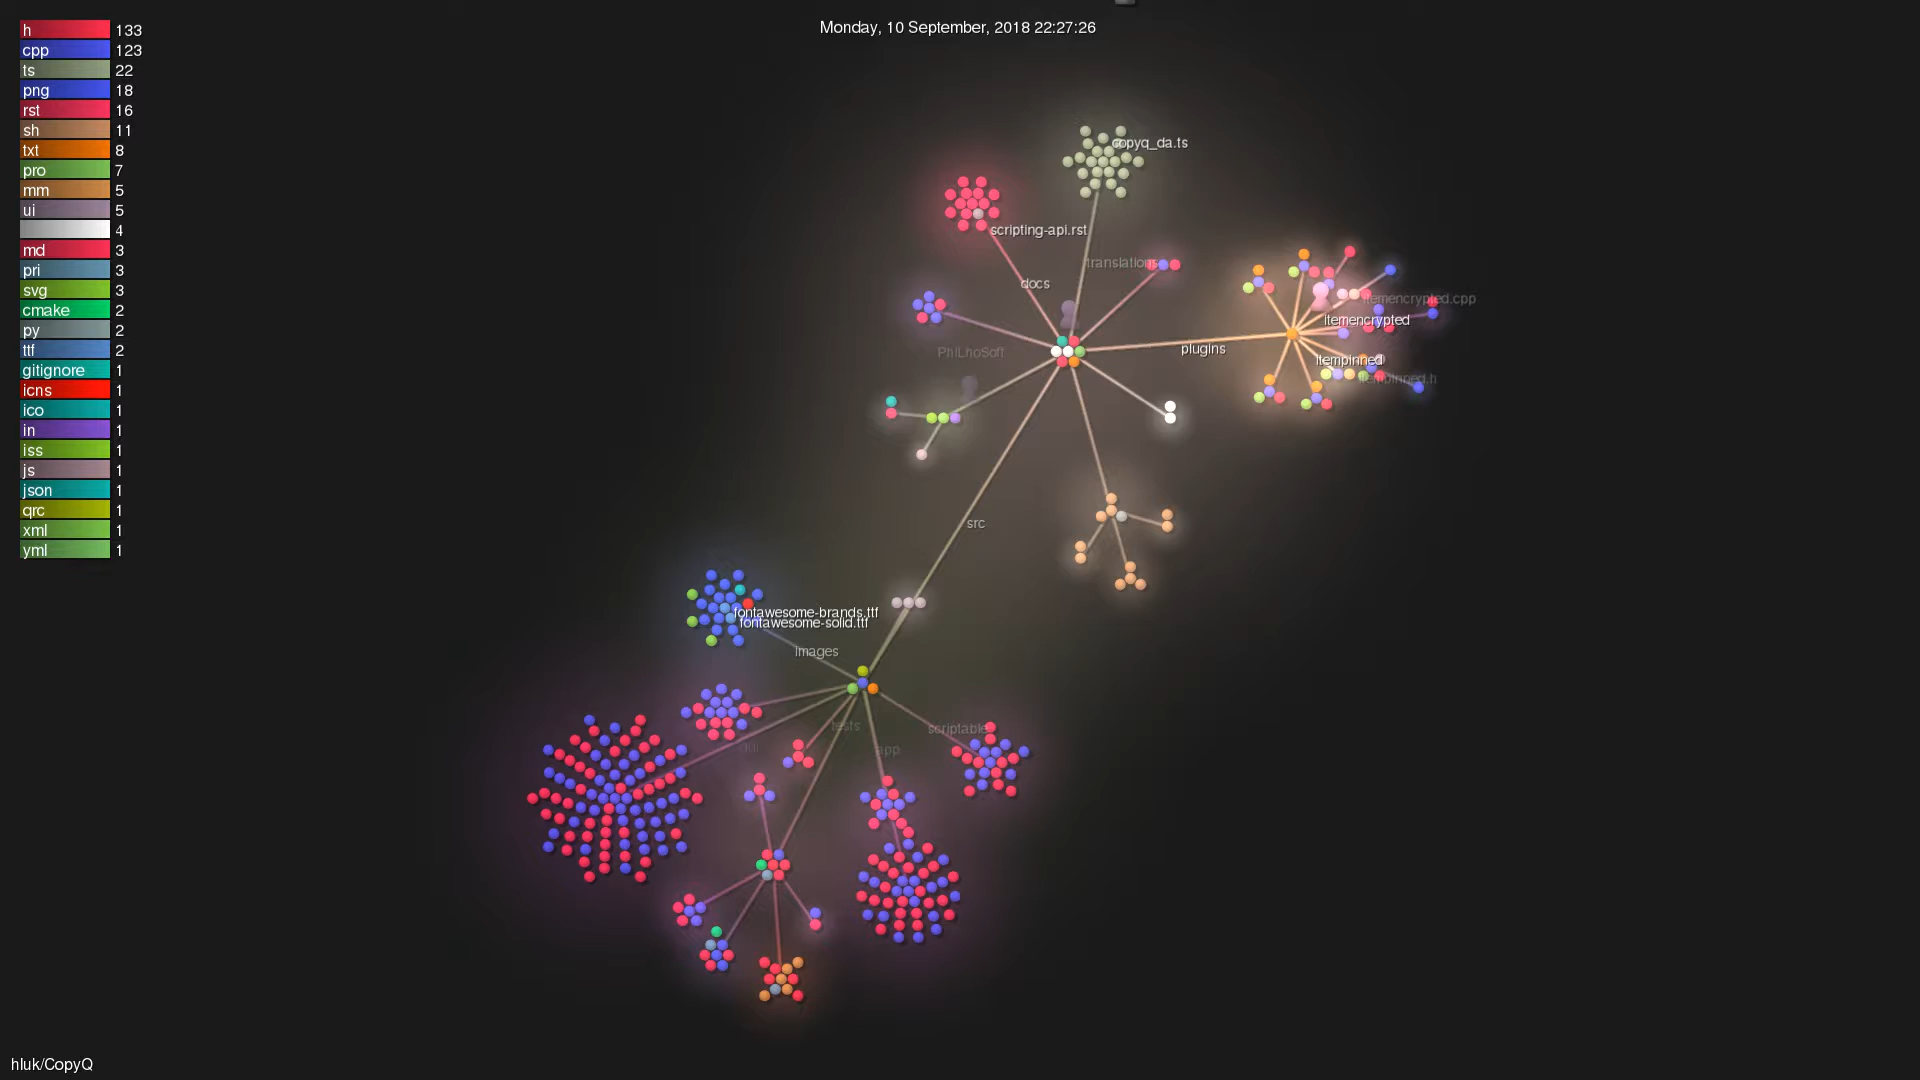 Monday, 10 September, 2018 22:27:26
h 133
cpp 123
ts 22
png 18
rst 16
sh 11
txt 8
pro 7
mm 5
ui 5
4
md 3
pri 3
svg 3
cmake 2
py 2
ttf 2
gitignore 1
icns 1
ico 1
in 1
iss 1
js 1
json 1
qrc 1
xml 1
yml 1
copyq_da.ts
scripting-api.rst
translations
docs
itemencrypted.cpp
itemencrypted
plugins
PhiLhoSoft
itempinned
itempinned.h
src
fontawesome-brands.ttf
fontawesome-solid.ttf
images
tests
scriptable
gui
app
hluk/CopyQ